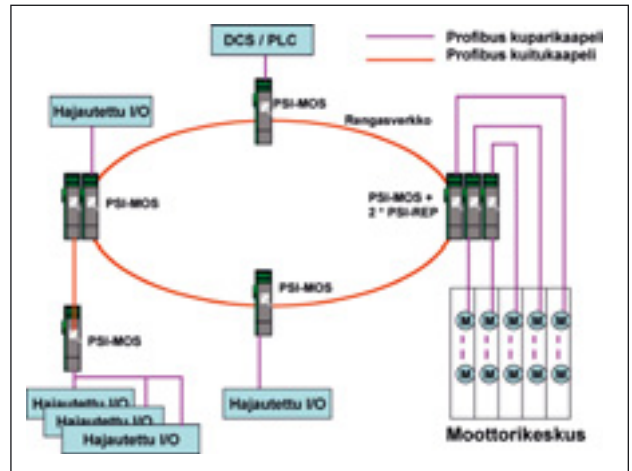 DCS / PLC
Profibus kuparikaapeli
Profibus kuitukaapeli
PSI-MOS
Hajautettu I/O
Rengasverkko
PSI-MOS
PSI-MOS +
2 * PSI-REP
PSI-MOS
PSI-MOS
M M M M M
M M M M M
Hajautettu I/O
Hajautettu I/O
Hajautettu I/O
Hajautettu I/O
Moottorikeskus